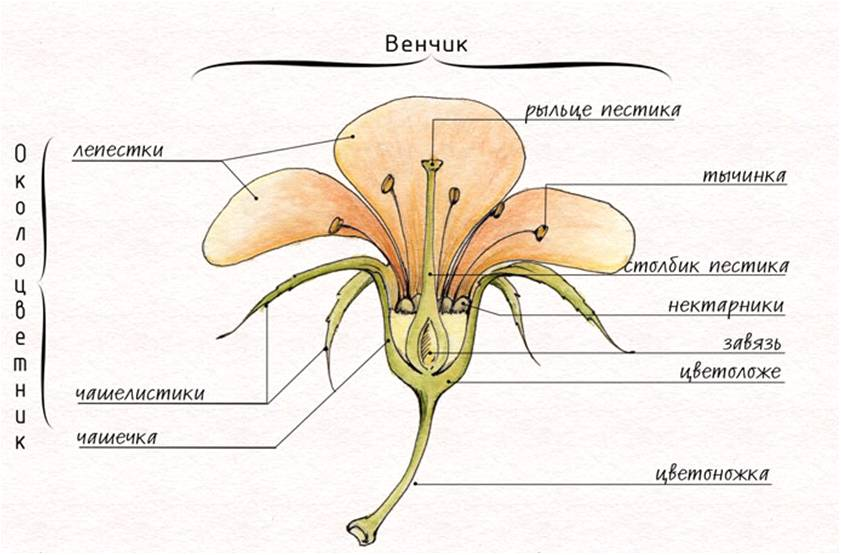 Венчик
рыльце пестика
лепестки
тычинка
Околоцветник
столбик пестика
нектарники
завязь
цветоложе
чашелистики
чашечка
цветоножка